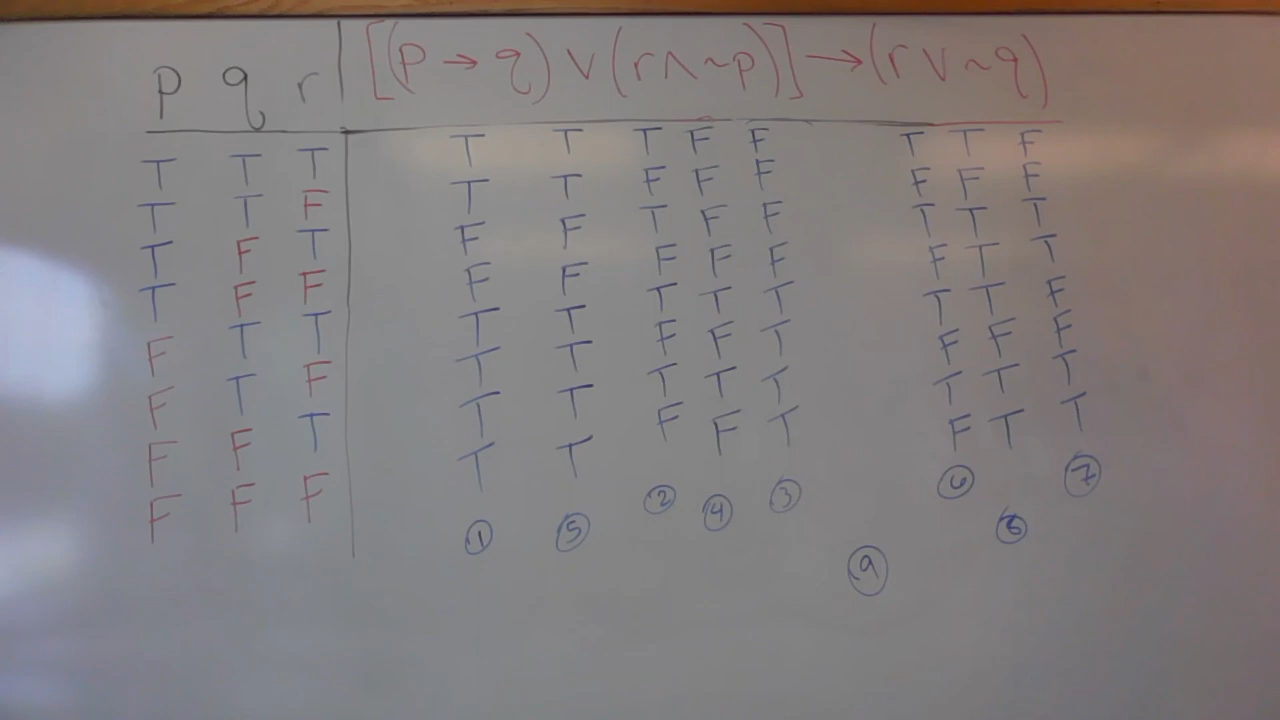 p q r [(p → q) ∨ (r ∧ ~p)] → (r ∨ ~q)
T T T T T T F F T T F
T T F T T F F F F F F
T F T F F T F F T T T
T F F F F F F F F T T
F T T T T T T T T T F
F T F T T F F T F F F
F F T T T T T T T T T
F F F T T F F T F T T
① ⑤ ② ④ ③ ⑨ ⑥ ⑧ ⑦